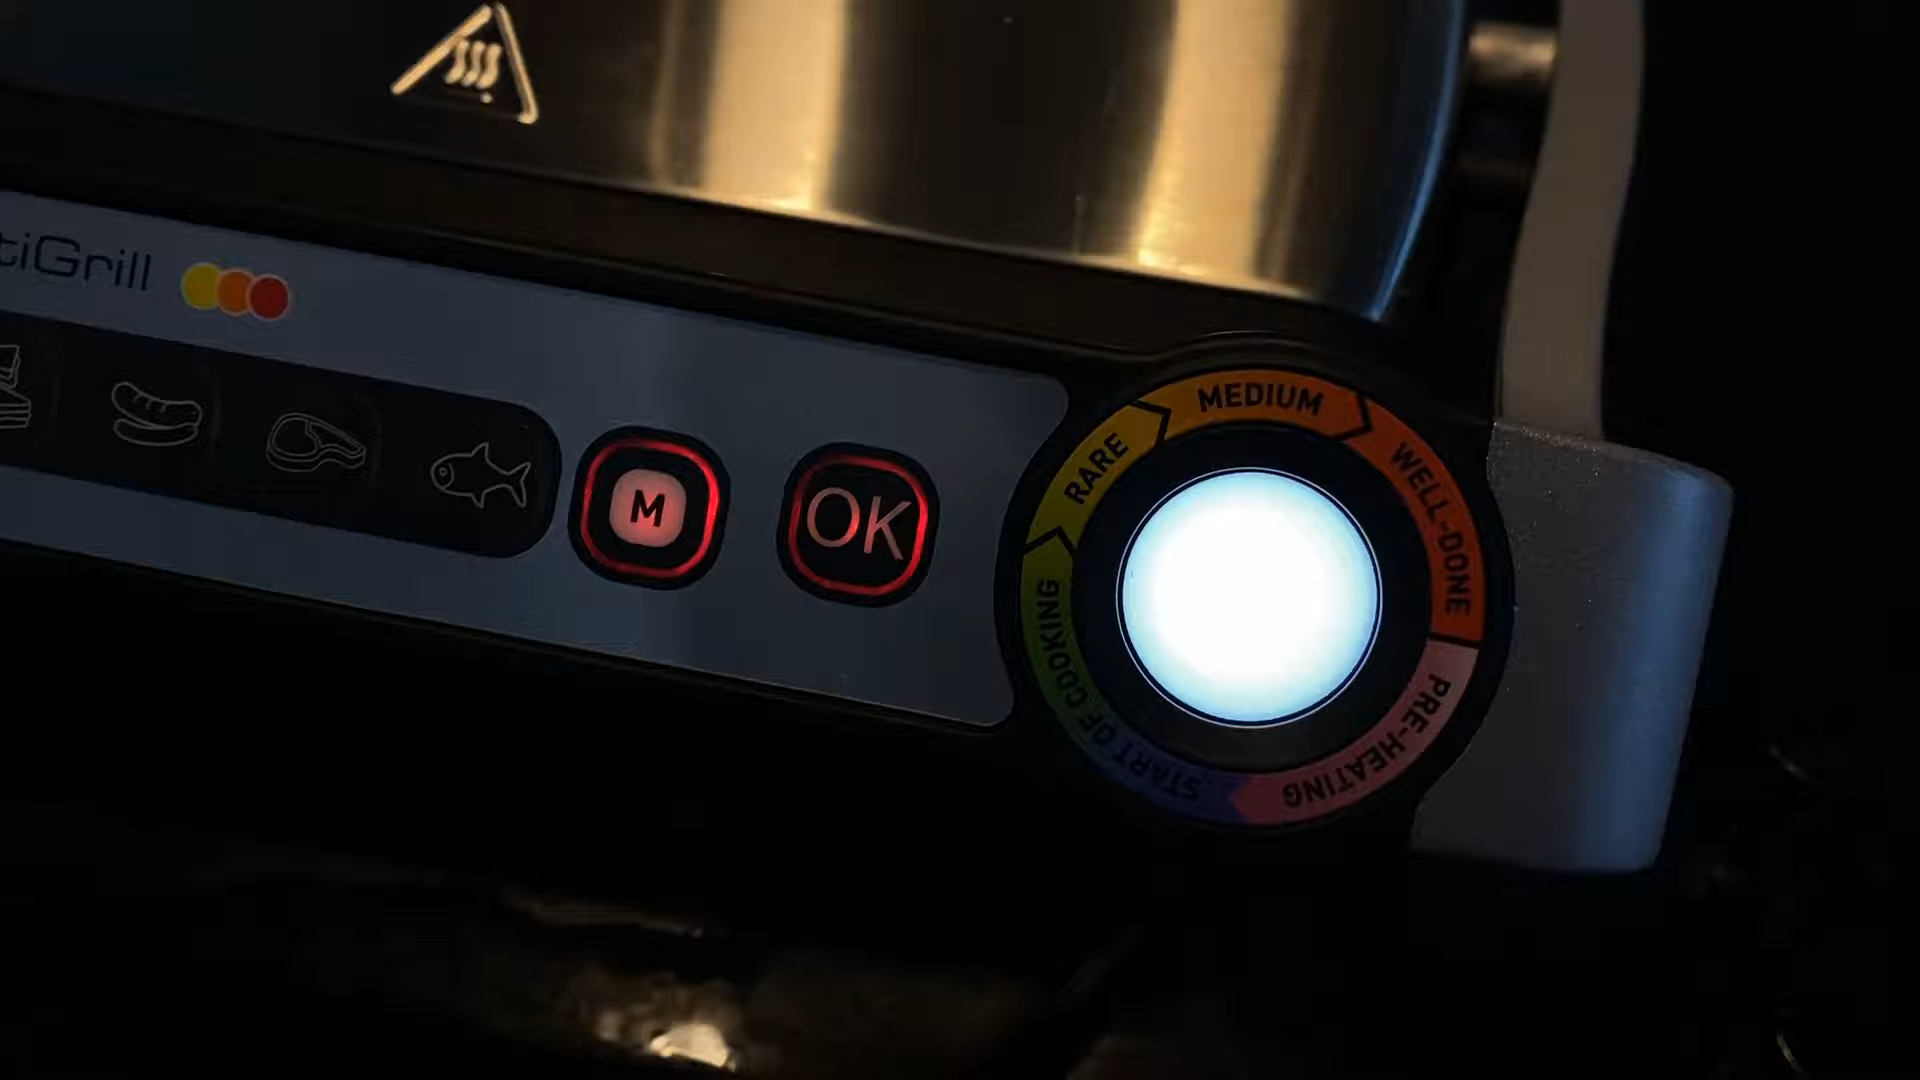 tiGrill
M
OK
RARE
MEDIUM
WELL-DONE
PRE-HEATING
START OF COOKING